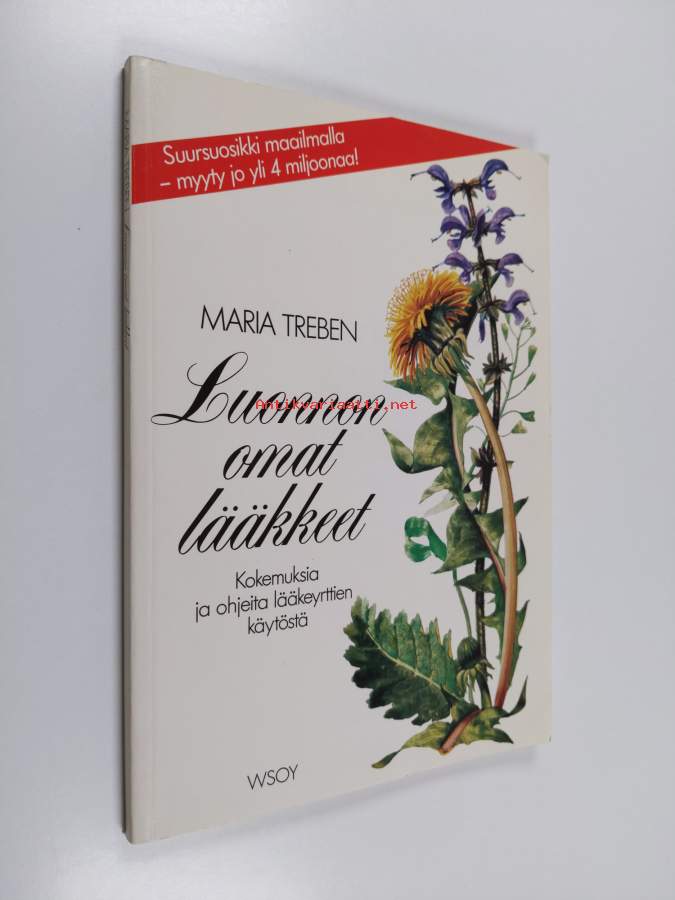 Suursuosikki maailmalla
– myyty jo yli 4 miljoonaa!
MARIA TREBEN
Luonnon
Antikvariaatti.net
omat
lääkkeet
Kokemuksia
ja ohjeita lääkeyrttien
käytöstä
WSOY